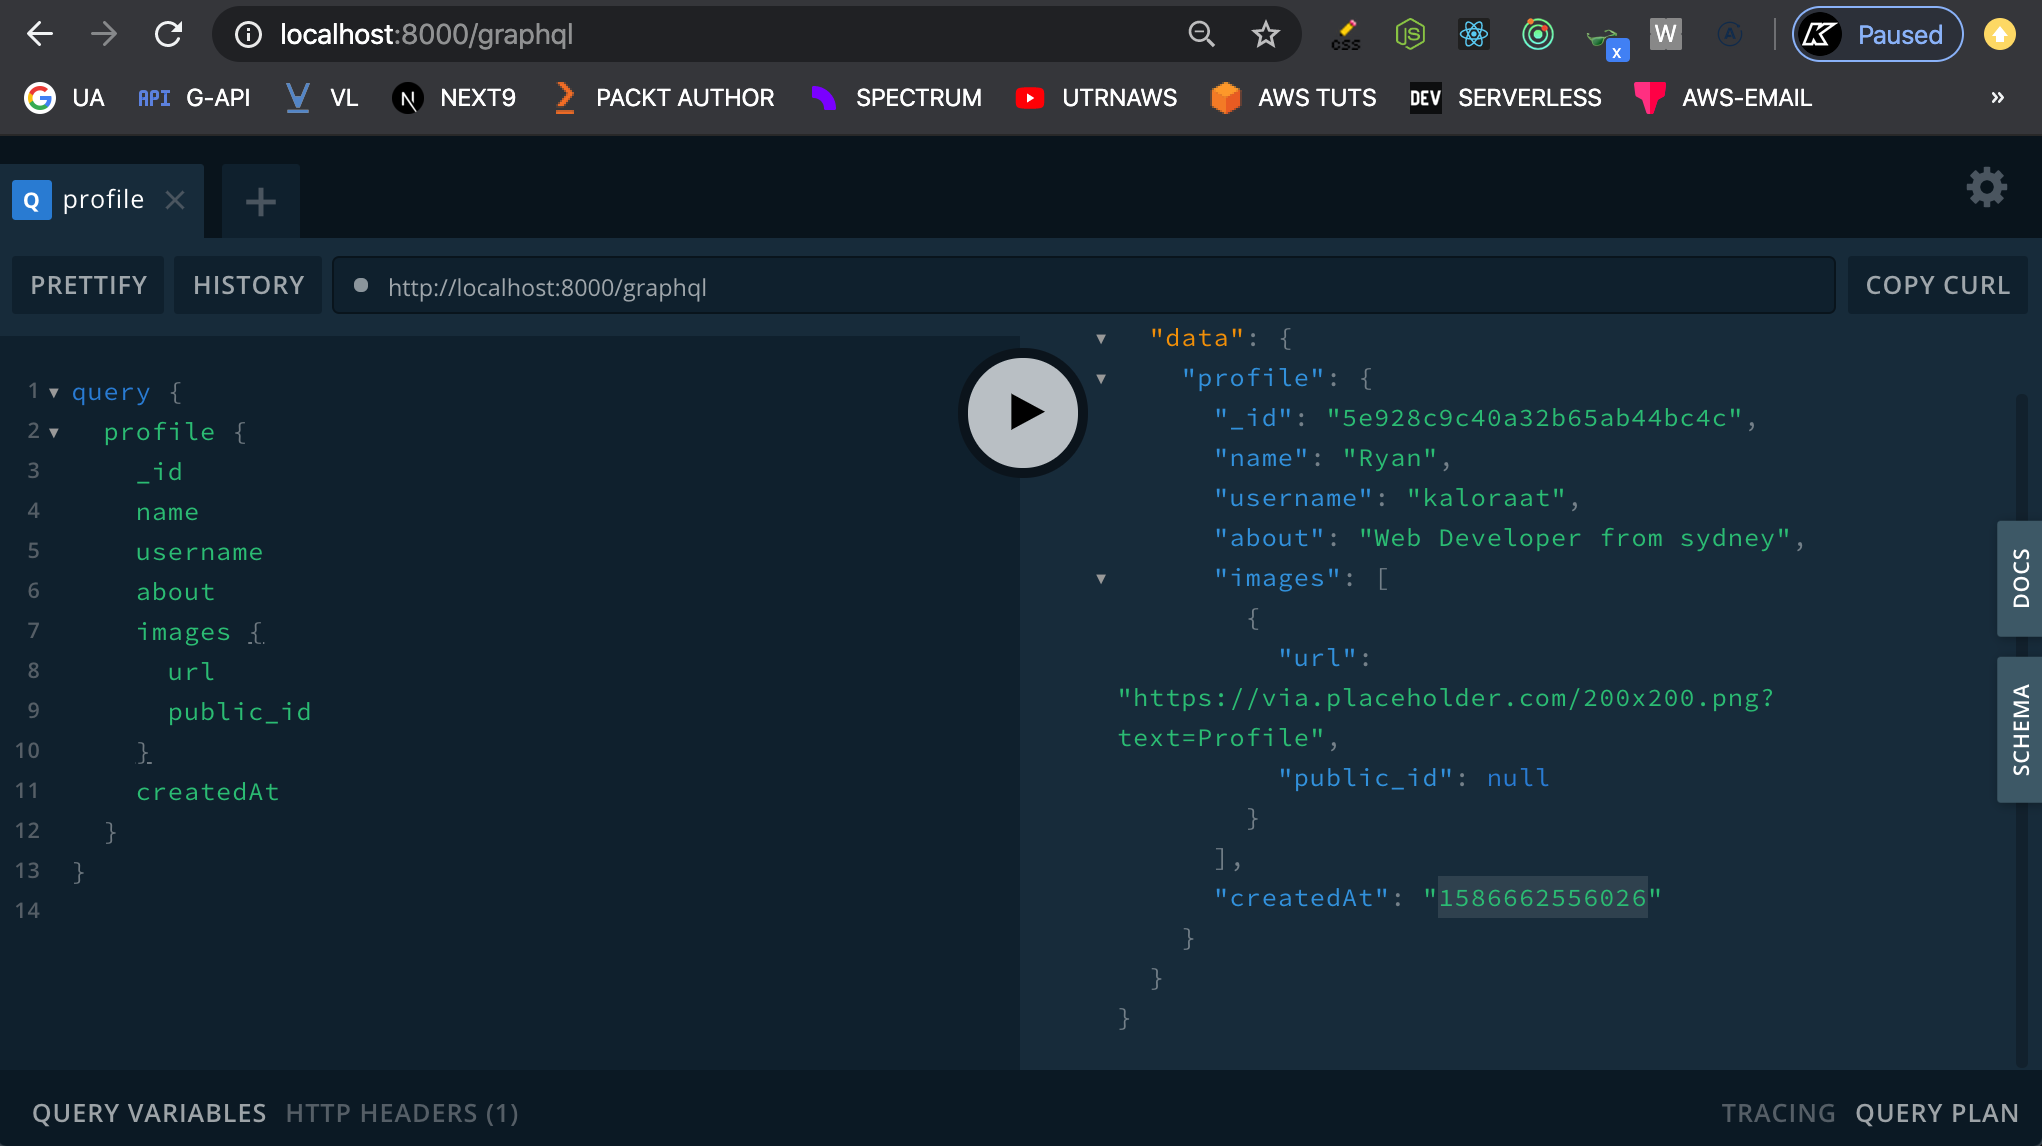 localhost:8000/graphql
css
JS
x
W
A
Paused
G UA
API G-API
VL
N NEXT9
PACKT AUTHOR
SPECTRUM
UTRNAWS
AWS TUTS
DEV SERVERLESS
AWS-EMAIL
»
Q profile
PRETTIFY
HISTORY
http://localhost:8000/graphql
COPY CURL
1 query {
2 profile {
3 _id
4 name
5 username
6 about
7 images {
8 url
9 public_id
10 }
11 createdAt
12 }
13 }
14
"data": {
"profile": {
"_id": "5e928c9c40a32b65ab44bc4c",
"name": "Ryan",
"username": "kaloraat",
"about": "Web Developer from sydney",
"images": [
{
"url":
"https://via.placeholder.com/200x200.png?
text=Profile",
"public_id": null
}
],
"createdAt": "1586662556026"
}
}
}
DOCS
SCHEMA
QUERY VARIABLES
HTTP HEADERS (1)
TRACING
QUERY PLAN